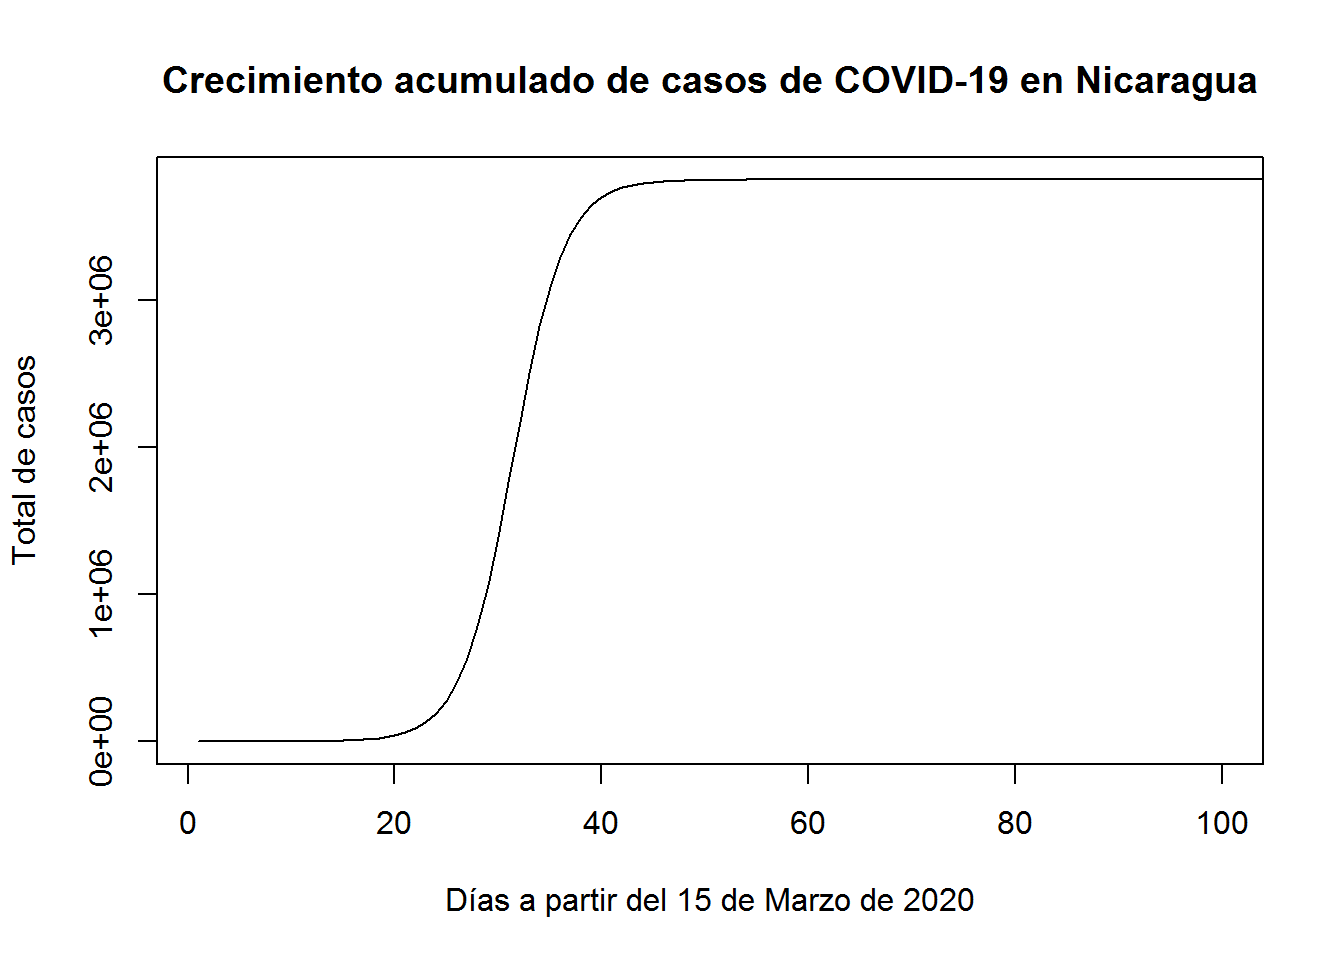 Crecimiento acumulado de casos de COVID-19 en Nicaragua
Total de casos
3e+06
2e+06
1e+06
0e+00
0 20 40 60 80 100
Días a partir del 15 de Marzo de 2020